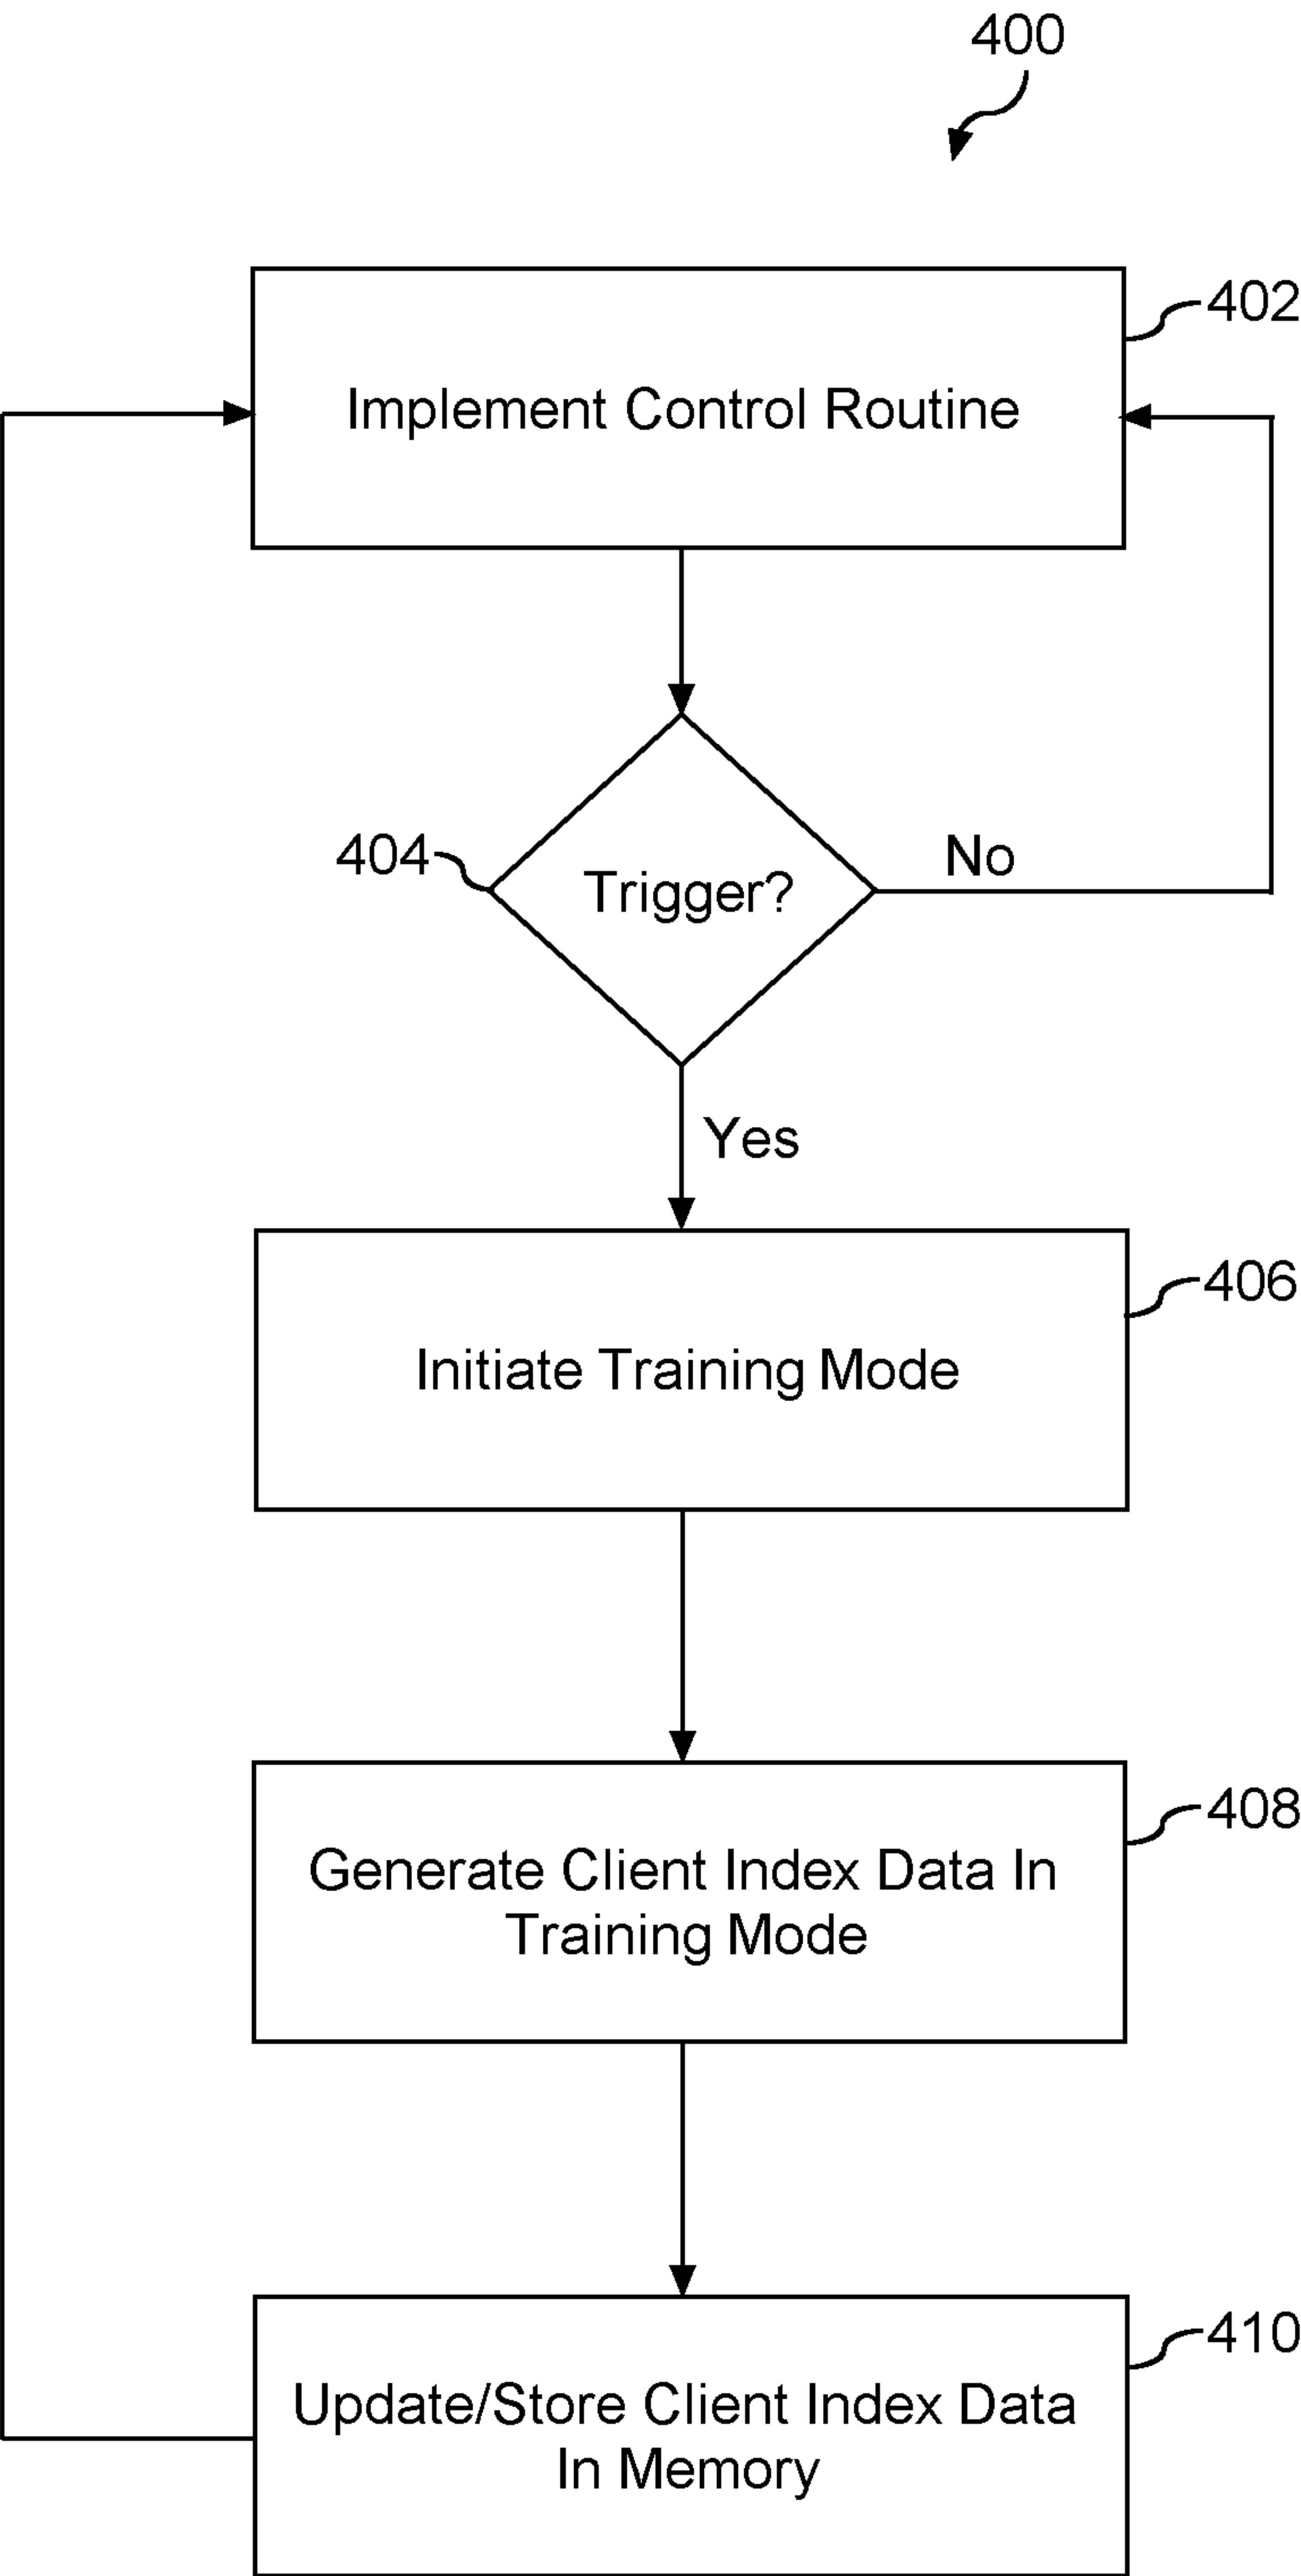 400
402
Implement Control Routine
404
Trigger?
No
Yes
406
Initiate Training Mode
408
Generate Client Index Data In
Training Mode
410
Update/Store Client Index Data
In Memory